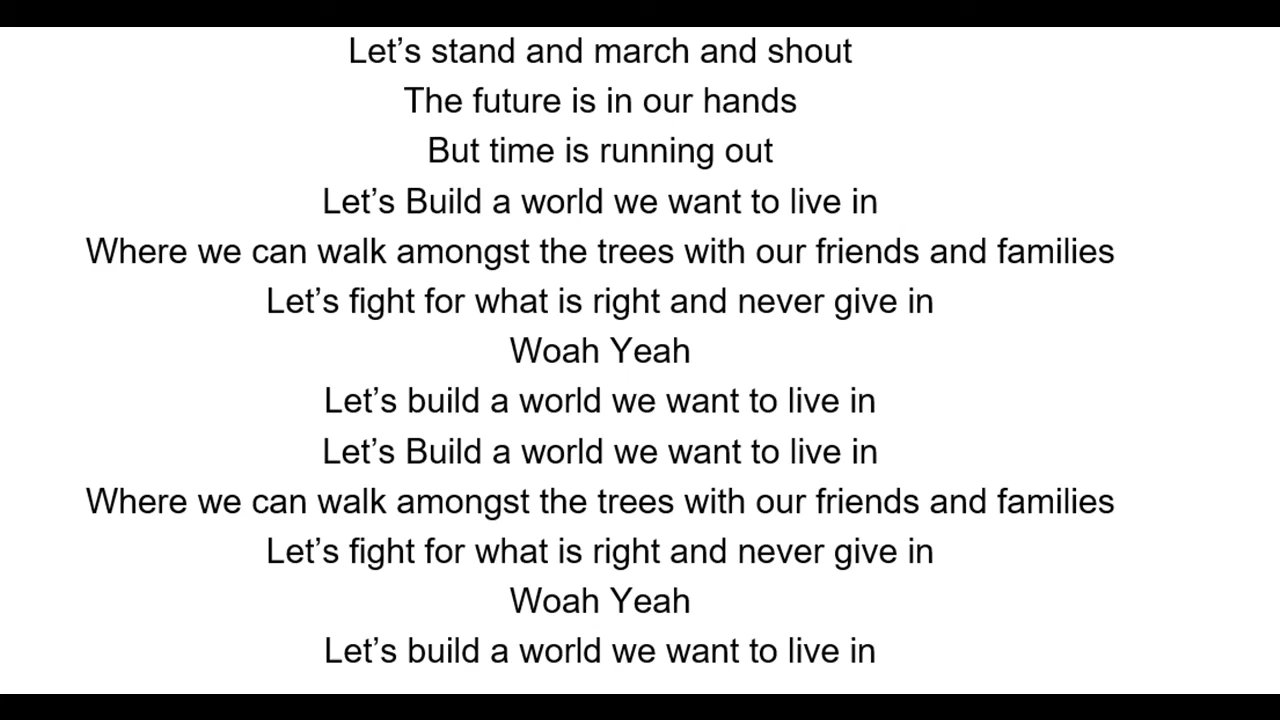 Let’s stand and march and shout
The future is in our hands
But time is running out
Let’s Build a world we want to live in
Where we can walk amongst the trees with our friends and families
Let’s fight for what is right and never give in
Woah Yeah
Let’s build a world we want to live in
Let’s Build a world we want to live in
Where we can walk amongst the trees with our friends and families
Let’s fight for what is right and never give in
Woah Yeah
Let’s build a world we want to live in